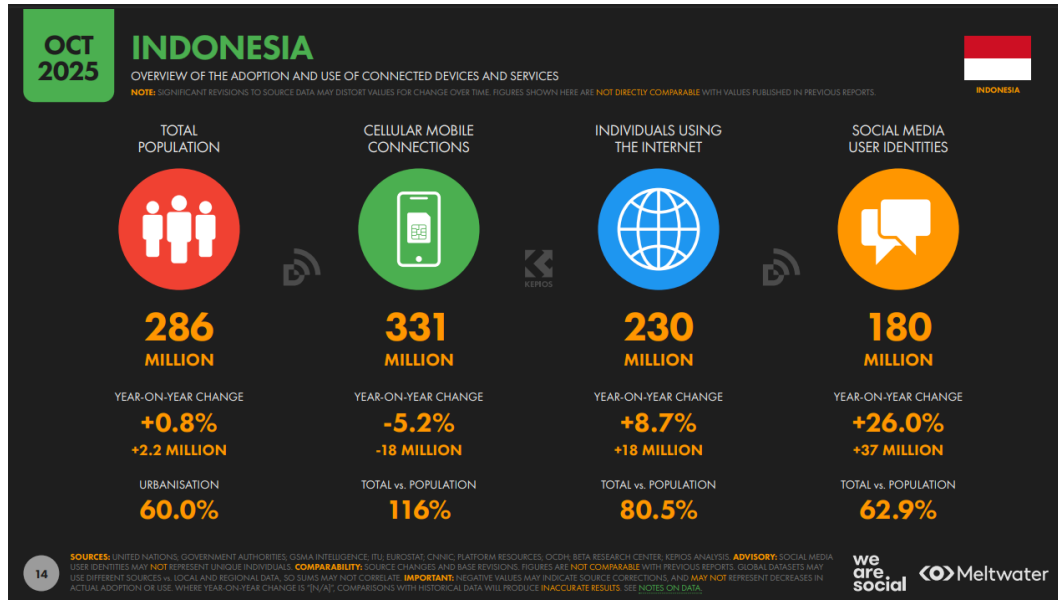 OCT
2025
INDONESIA
OVERVIEW OF THE ADOPTION AND USE OF CONNECTED DEVICES AND SERVICES
NOTE: SIGNIFICANT REVISIONS TO SOURCE DATA MAY DISTORT VALUES FOR CHANGE OVER TIME. FIGURES SHOWN HERE ARE NOT DIRECTLY COMPARABLE WITH VALUES PUBLISHED IN PREVIOUS REPORTS.
INDONESIA
TOTAL
POPULATION
286
MILLION
YEAR-ON-YEAR CHANGE
+0.8%
+2.2 MILLION
URBANISATION
60.0%
CELLULAR MOBILE
CONNECTIONS
331
MILLION
YEAR-ON-YEAR CHANGE
-5.2%
-18 MILLION
TOTAL vs. POPULATION
116%
KEPIOS
INDIVIDUALS USING
THE INTERNET
230
MILLION
YEAR-ON-YEAR CHANGE
+8.7%
+18 MILLION
TOTAL vs. POPULATION
80.5%
SOCIAL MEDIA
USER IDENTITIES
180
MILLION
YEAR-ON-YEAR CHANGE
+26.0%
+37 MILLION
TOTAL vs. POPULATION
62.9%
14
SOURCES: UNITED NATIONS; GOVERNMENT AUTHORITIES; GSMA INTELLIGENCE; ITU; EUROSTAT; CNNIC; PLATFORM RESOURCES; OCDH; BETA RESEARCH CENTER; KEPIOS ANALYSIS. ADVISORY: SOCIAL MEDIA
USER IDENTITIES MAY NOT REPRESENT UNIQUE INDIVIDUALS. COMPARABILITY: SOURCE CHANGES AND BASE REVISIONS. FIGURES ARE NOT COMPARABLE WITH PREVIOUS REPORTS. GLOBAL DATASETS MAY
USE DIFFERENT SOURCES vs. LOCAL AND REGIONAL DATA, SO SUMS MAY NOT CORRELATE. IMPORTANT: NEGATIVE VALUES MAY INDICATE SOURCE CORRECTIONS, AND MAY NOT REPRESENT DECREASES IN
ACTUAL ADOPTION OR USE. WHERE YEAR-ON-YEAR CHANGE IS "[N/A]", COMPARISONS WITH HISTORICAL DATA WILL PRODUCE INACCURATE RESULTS. SEE NOTES ON DATA.
we
are
social
Meltwater